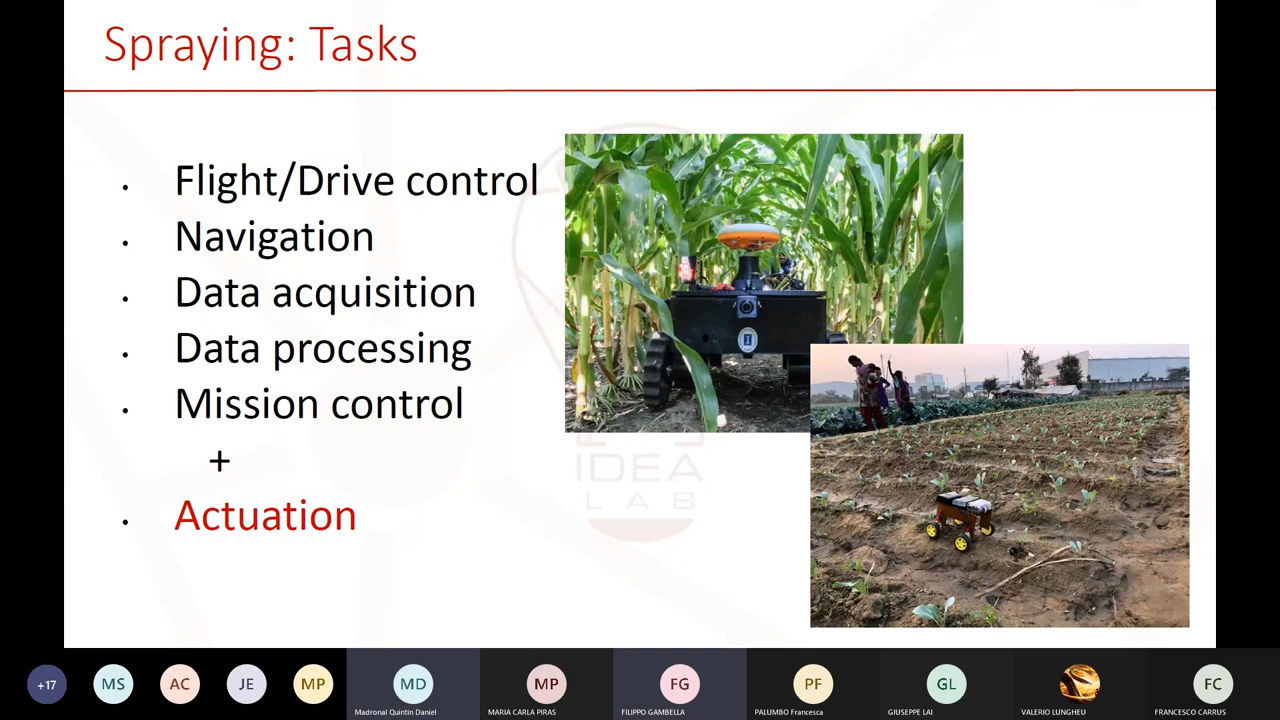 Spraying: Tasks
Flight/Drive control
Navigation
Data acquisition
Data processing
Mission control
+
Actuation
IDEA
LAB
+17
MS
AC
JE
MP
MD
MP
FG
PF
GL
FC
Madronal Quintin Daniel
MARIA CARLA PIRAS
FILIPPO GAMBELLA
PALUMBO Francesca
GIUSEPPE LAI
VALERIO LUNGHEU
FRANCESCO CARRUS